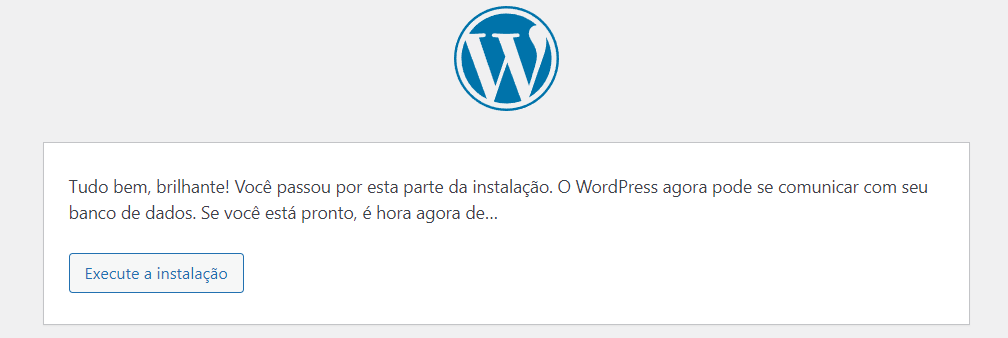 Tudo bem, brilhante! Você passou por esta parte da instalação. O WordPress agora pode se comunicar com seu
banco de dados. Se você está pronto, é hora agora de…
Execute a instalação